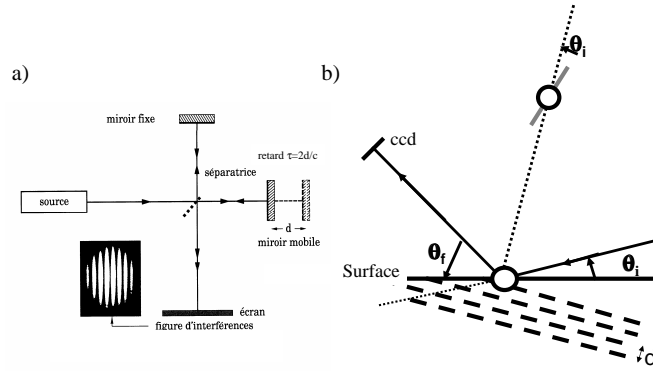 a)
miroir fixe
retard τ=2d/c
séparatrice
source
d
miroir mobile
écran
figure d'interférences
b)
θi
ccd
θf
Surface
θi